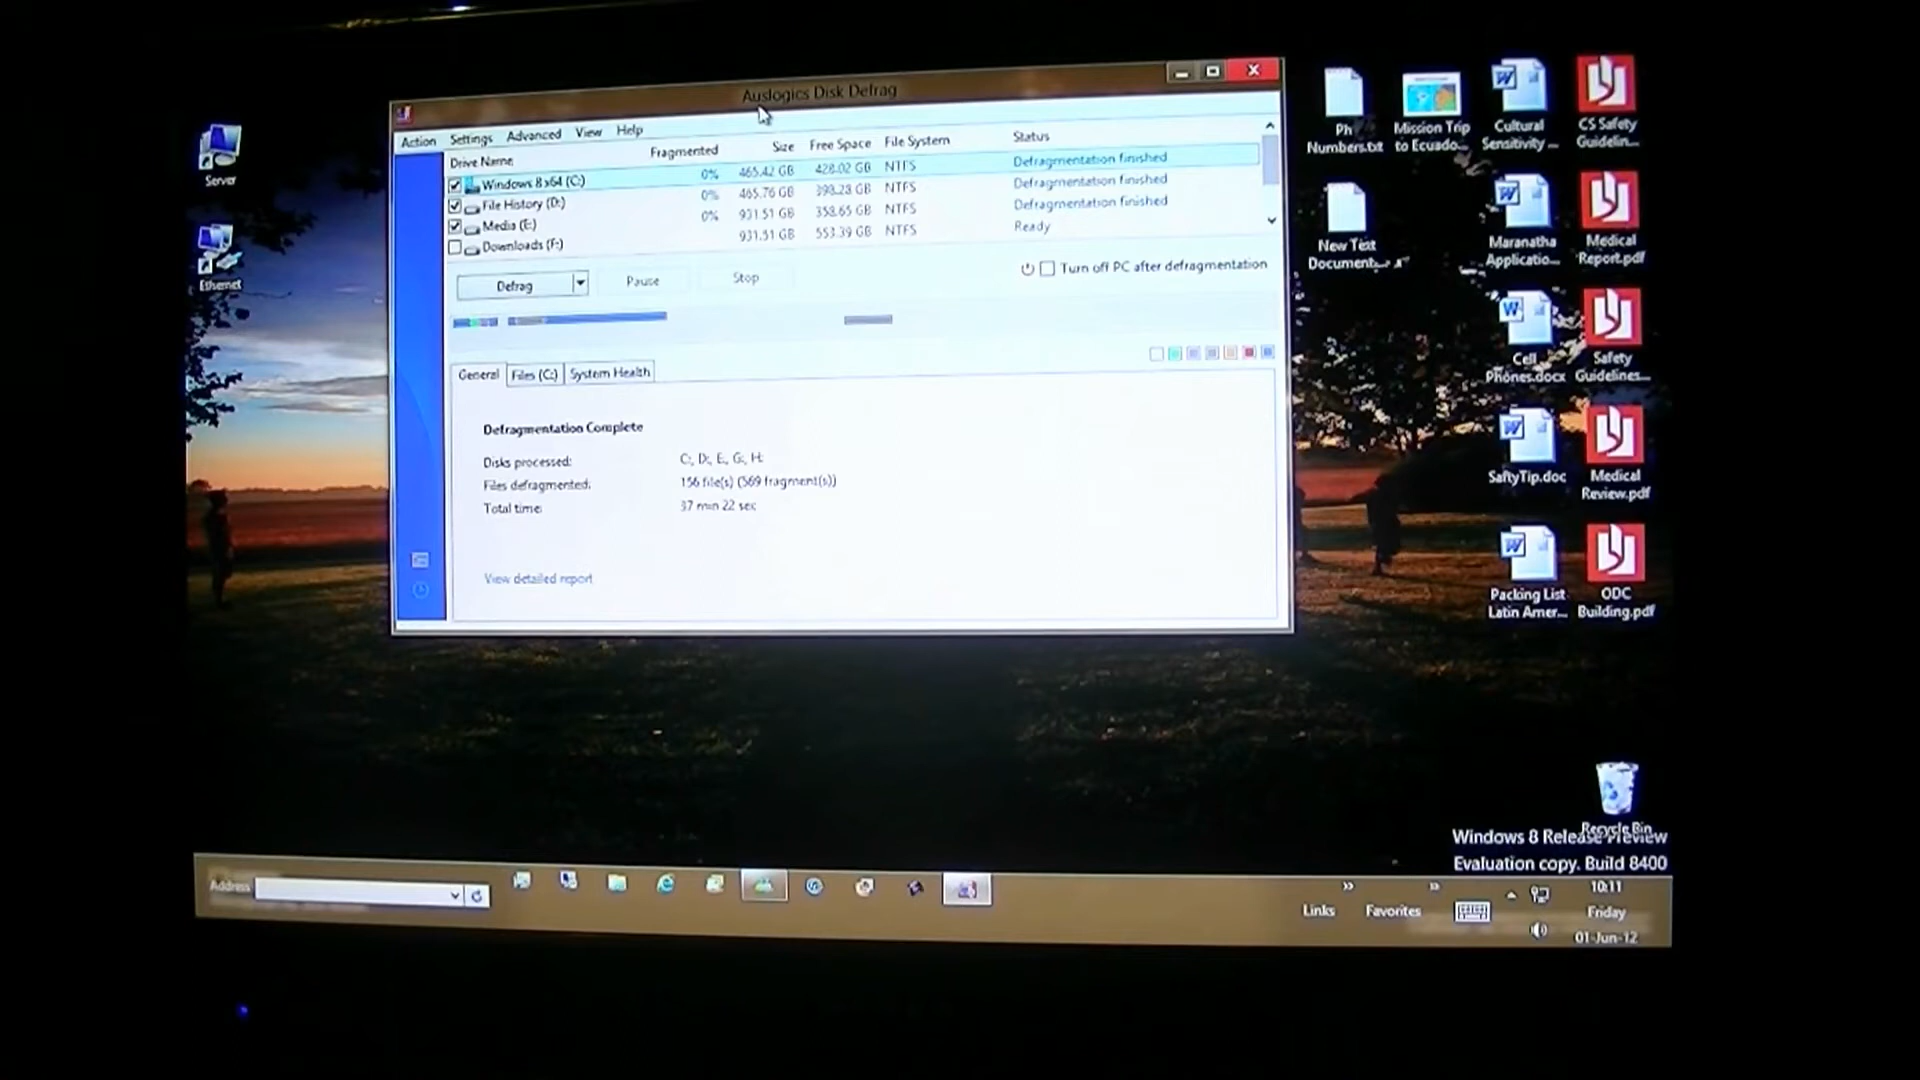 Auslogics Disk Defrag
Action Settings Advanced View Help
Drive Name Fragmented Size Free Space File System Status
Windows 8 x64 (C:) 0% 465.42 GB 428.02 GB NTFS Defragmentation finished
File History (D:) 0% 465.76 GB 398.28 GB NTFS Defragmentation finished
Media (E:) 0% 931.51 GB 358.65 GB NTFS Defragmentation finished
Downloads (F:) 931.51 GB 553.39 GB NTFS Ready
Defrag Pause Stop Turn off PC after defragmentation
General Files (C:) System Health
Defragmentation Complete
Disks processed: C:, D:, E:, G:, H:
Files defragmented: 156 file(s) (569 fragment(s))
Total time: 37 min 22 sec
View detailed report
Server
Ethernet
Ph
Numbers.txt
Mission Trip
to Ecuado...
Cultural
Sensitivity ...
CS Safety
Guidelin...
New Text
Document...
Maranatha
Applicatio...
Medical
Report.pdf
Cell
Phones.docx
Safety
Guidelines...
SaftyTip.doc
Medical
Review.pdf
Packing List
Latin Amer...
ODC
Building.pdf
Recycle Bin
Windows 8 Release Preview
Evaluation copy. Build 8400
Address
Links Favorites
10:11
Friday
01-Jun-12